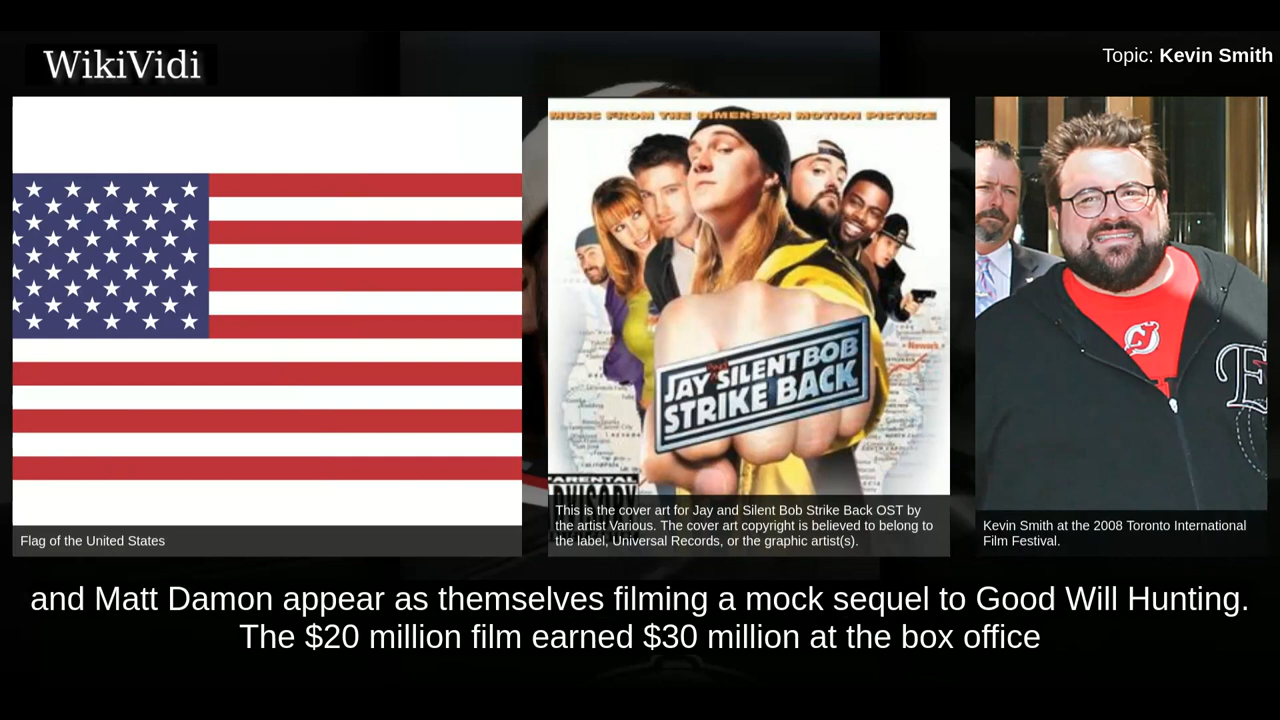 WikiVidi
Topic: Kevin Smith
MUSIC FROM THE DIMENSION MOTION PICTURE
JAY and SILENT BOB
STRIKE BACK
Newark
PARENTAL
ADVISORY
Flag of the United States
This is the cover art for Jay and Silent Bob Strike Back OST by
the artist Various. The cover art copyright is believed to belong to
the label, Universal Records, or the graphic artist(s).
Kevin Smith at the 2008 Toronto International
Film Festival.
and Matt Damon appear as themselves filming a mock sequel to Good Will Hunting.
The $20 million film earned $30 million at the box office